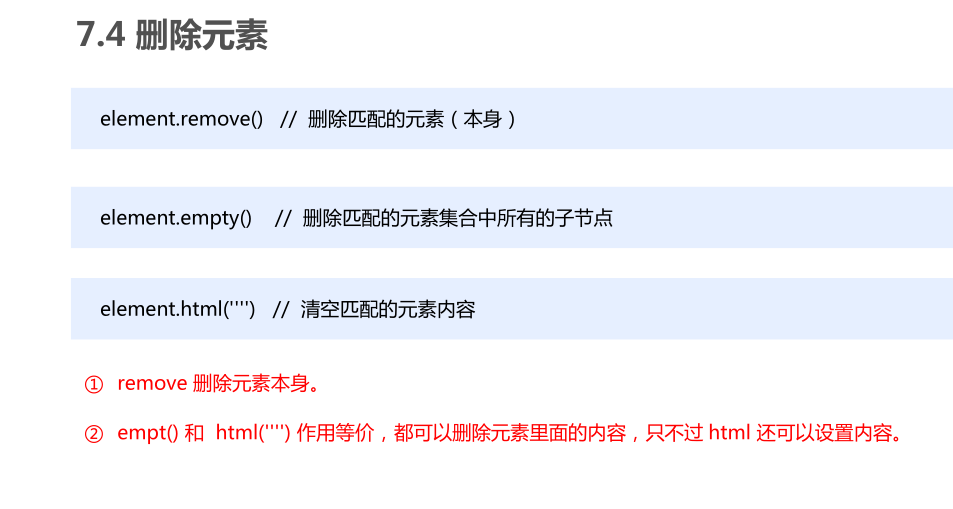 7.4 删除元素
element.remove() // 删除匹配的元素（本身）
element.empty() // 删除匹配的元素集合中所有的子节点
element.html('''') // 清空匹配的元素内容
① remove 删除元素本身。
② empt() 和 html('''') 作用等价，都可以删除元素里面的内容，只不过 html 还可以设置内容。